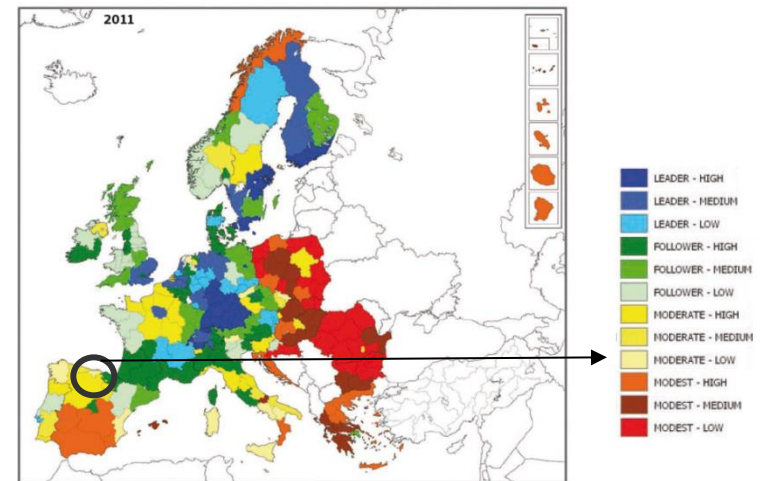 2011
LEADER - HIGH
LEADER - MEDIUM
LEADER - LOW
FOLLOWER - HIGH
FOLLOWER - MEDIUM
FOLLOWER - LOW
MODERATE - HIGH
MODERATE - MEDIUM
MODERATE - LOW
MODEST - HIGH
MODEST - MEDIUM
MODEST - LOW